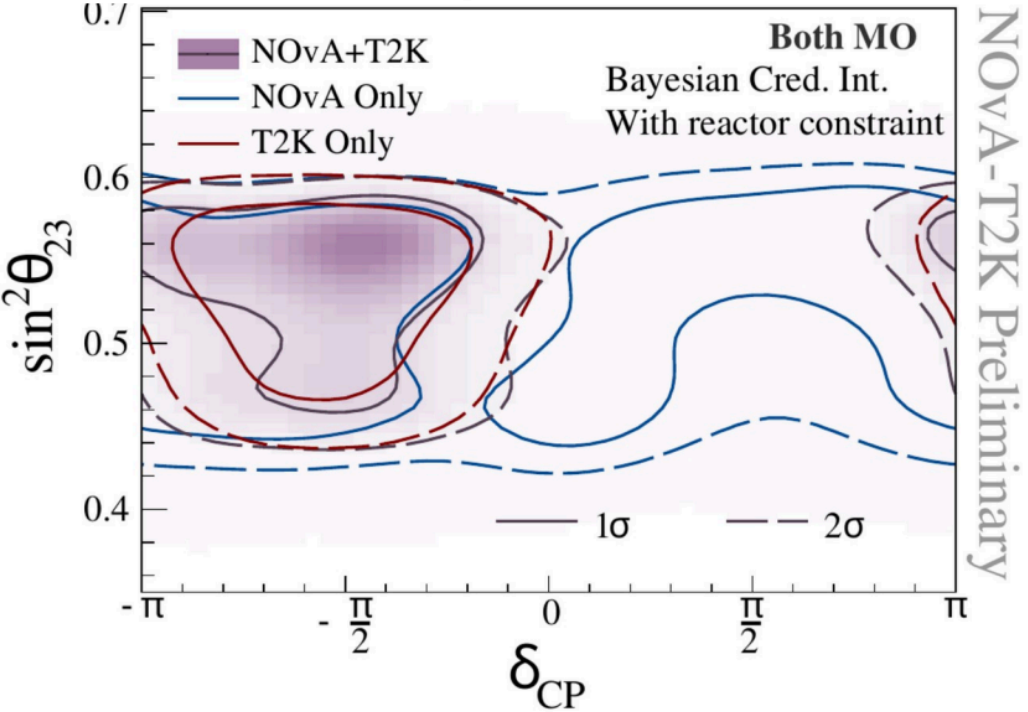 0.7
0.6
0.5
0.4
sin²θ₂₃
NOvA+T2K
NOvA Only
T2K Only
Both MO
Bayesian Cred. Int.
With reactor constraint
1σ
2σ
-π
-π/2
0
π/2
π
δCP
NOvA-T2K Preliminary